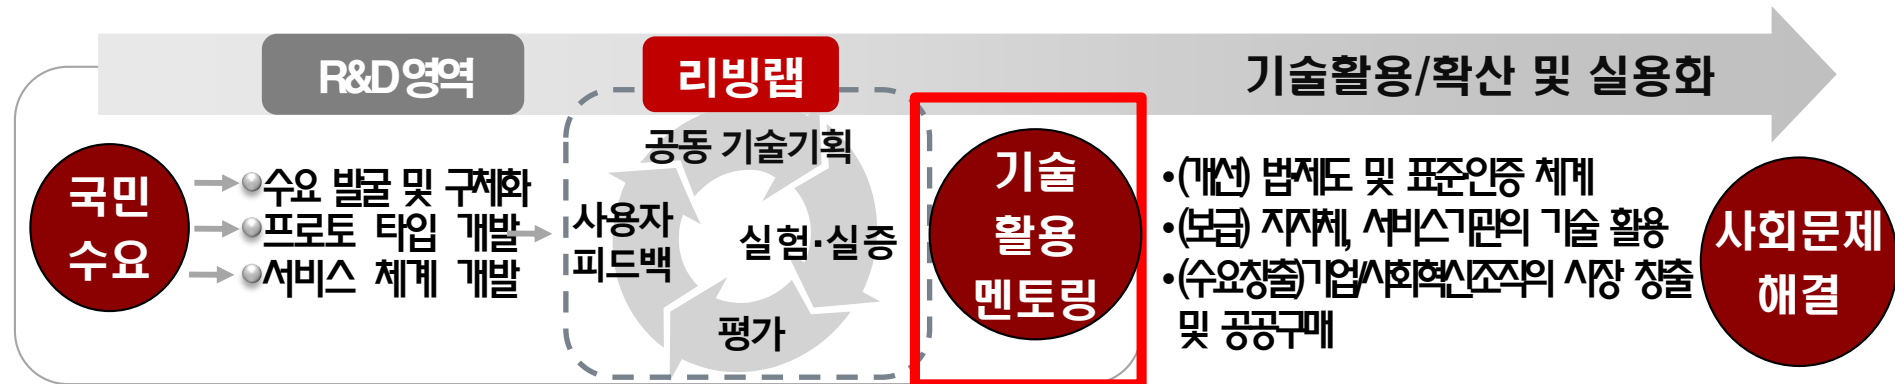 R&D영역
리빙랩
기술활용/확산 및 실용화
국민
수요
수요 발굴 및 구체화
프로토 타입 개발
서비스 체계 개발
공동 기술기획
사용자
피드백
실험·실증
평가
기술
활용
멘토링
•(개선) 법제도 및 표준인증 체계
•(보급) 지자체, 서비스기관의 기술 활용
•(수요창출)기업/사회혁신조직의 시장 창출
및 공공구매
사회문제
해결